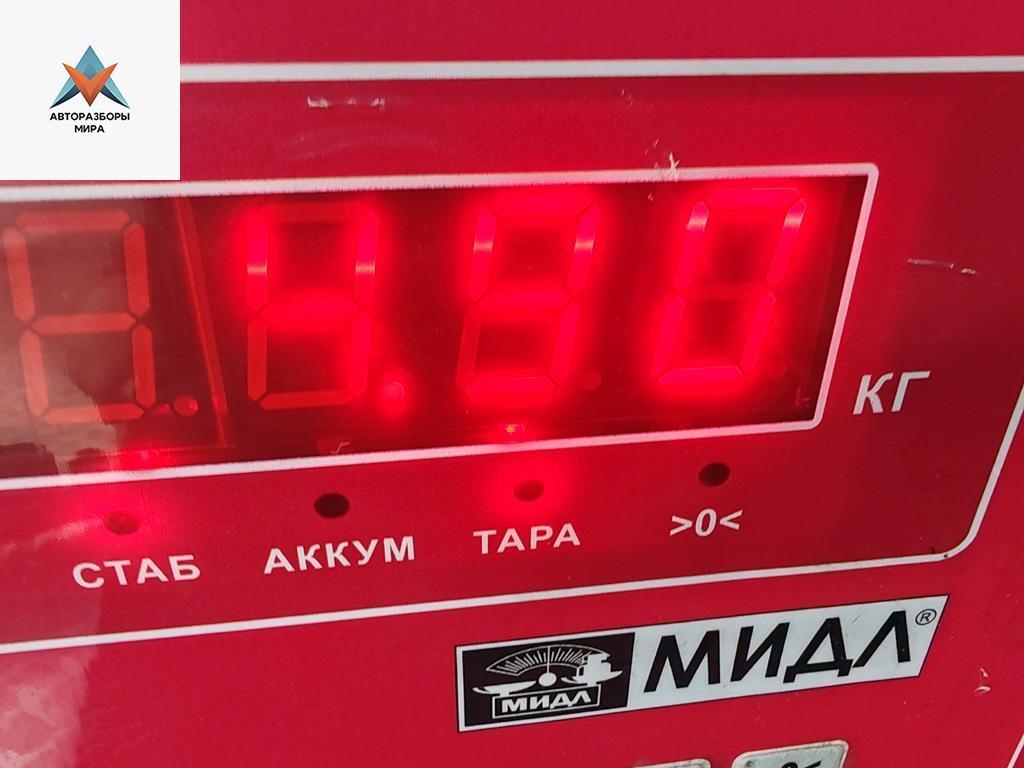 АВТОРАЗБОРЫ
МИРА
КГ
СТАБ АККУМ ТАРА >0<
МИДЛ МИДЛ®